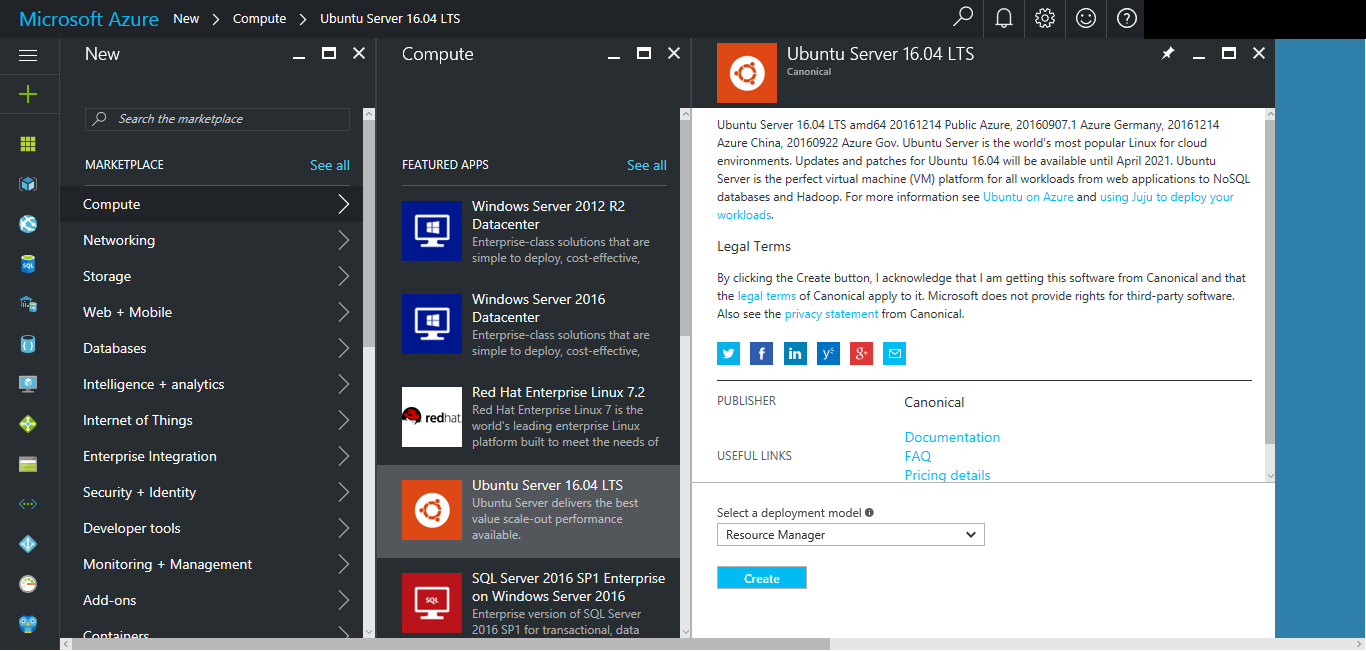 Microsoft Azure New > Compute > Ubuntu Server 16.04 LTS
New
Search the marketplace
MARKETPLACE See all
Compute
Networking
Storage
Web + Mobile
Databases
Intelligence + analytics
Internet of Things
Enterprise Integration
Security + Identity
Developer tools
Monitoring + Management
Add-ons
Containers
Compute
FEATURED APPS See all
Windows Server 2012 R2
Datacenter
Enterprise-class solutions that are
simple to deploy, cost-effective,
Windows Server 2016
Datacenter
Enterprise-class solutions that are
simple to deploy, cost-effective,
redhat
Red Hat Enterprise Linux 7.2
Red Hat Enterprise Linux 7 is the
world's leading enterprise Linux
platform built to meet the needs of
Ubuntu Server 16.04 LTS
Ubuntu Server delivers the best
value scale-out performance
available.
SQL
SQL Server 2016 SP1 Enterprise
on Windows Server 2016
Enterprise version of SQL Server
2016 SP1 for transactional, data
Ubuntu Server 16.04 LTS
Canonical
Ubuntu Server 16.04 LTS amd64 20161214 Public Azure, 20160907.1 Azure Germany, 20161214
Azure China, 20160922 Azure Gov. Ubuntu Server is the world's most popular Linux for cloud
environments. Updates and patches for Ubuntu 16.04 will be available until April 2021. Ubuntu
Server is the perfect virtual machine (VM) platform for all workloads from web applications to NoSQL
databases and Hadoop. For more information see Ubuntu on Azure and using Juju to deploy your
workloads.
Legal Terms
By clicking the Create button, I acknowledge that I am getting this software from Canonical and that
the legal terms of Canonical apply to it. Microsoft does not provide rights for third-party software.
Also see the privacy statement from Canonical.
PUBLISHER Canonical
Documentation
USEFUL LINKS FAQ
Pricing details
Select a deployment model
Resource Manager
Create